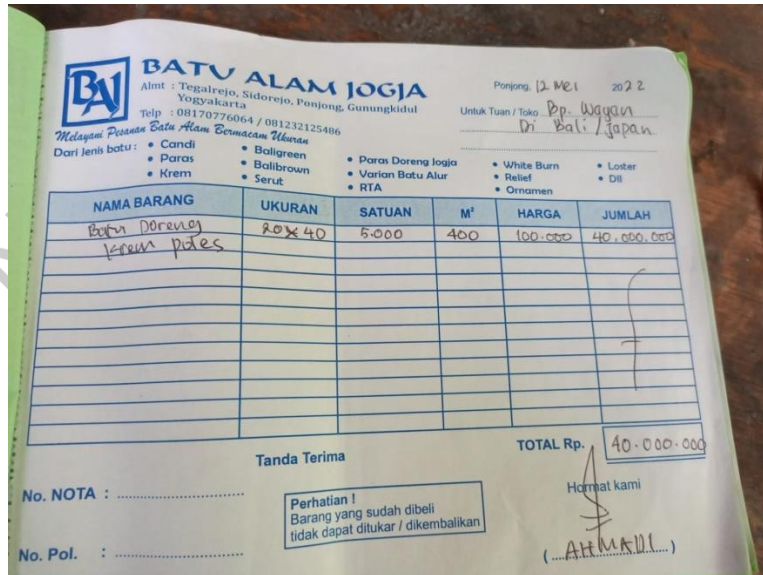 BAJ
BATU ALAM JOGJA
Almt : Tegalrejo, Sidorejo, Ponjong, Gunungkidul
Yogyakarta
Telp : 08170776064 / 081232125486
Melayani Pesanan Batu Alam Bermacam Ukuran
Ponjong, 12 Mei 2022
Untuk Tuan / Toko Bp. Wayan
Di Bali / Japan
Dari Jenis batu :
• Candi
• Paras
• Krem
• Baligreen
• Balibrown
• Serut
• Paras Doreng Jogja
• Varian Batu Alur
• RTA
• White Burn
• Relief
• Ornamen
• Loster
• Dll
NAMA BARANG UKURAN SATUAN M² HARGA JUMLAH
Batu Doreng 20 x 40 5.000 400 100.000 40.000.000
Krem poles
TOTAL Rp. 40.000.000
Tanda Terima
Hormat kami
No. NOTA : ..............................
Perhatian !
Barang yang sudah dibeli
tidak dapat ditukar / dikembalikan
No. Pol. : ..............................
(....AHMADI....)